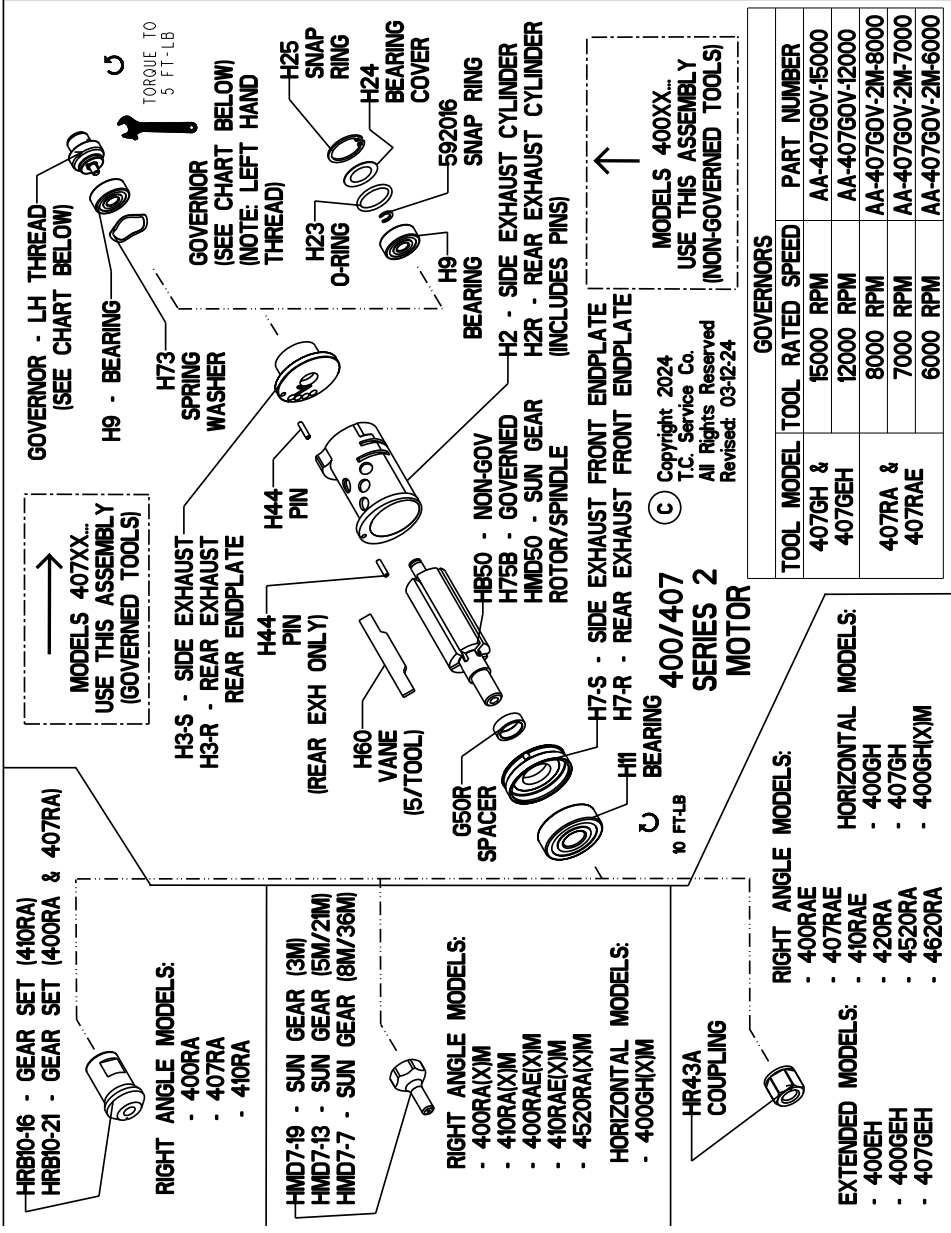 HRB10-16 - GEAR SET (410RA)
HRB10-21 - GEAR SET (400RA & 407RA)
RIGHT ANGLE MODELS:
- 400RA
- 407RA
- 410RA
HMD7-19 - SUN GEAR (3M)
HMD7-13 - SUN GEAR (5M/21M)
HMD7-7 - SUN GEAR (8M/36M)
RIGHT ANGLE MODELS:
- 400RA(X)M
- 410RA(X)M
- 400RAE(X)M
- 410RAE(X)M
- 4520RA(X)M
HORIZONTAL MODELS:
- 400GH(X)M
HR43A
COUPLING
EXTENDED MODELS:
- 400EH
- 400GEH
- 407GEH
RIGHT ANGLE MODELS:
- 400RAE
- 407RAE
- 410RAE
- 420RA
- 4520RA
- 4620RA
HORIZONTAL MODELS:
- 400GH
- 407GH
- 400GH(X)M
MODELS 407XX...
USE THIS ASSEMBLY
(GOVERNED TOOLS)
GOVERNOR - LH THREAD
(SEE CHART BELOW)
TORQUE TO
5 FT-LB
H9 - BEARING
H73
SPRING
WASHER
GOVERNOR
(SEE CHART BELOW)
(NOTE: LEFT HAND
THREAD)
H25
SNAP
RING
H24
BEARING
COVER
H23
O-RING
592016
SNAP RING
H9
BEARING
H3-S - SIDE EXHAUST
H3-R - REAR EXHAUST
REAR ENDPLATE
H44
PIN
H44
PIN
(REAR EXH ONLY)
H2 - SIDE EXHAUST CYLINDER
H2R - REAR EXHAUST CYLINDER
(INCLUDES PINS)
H60
VANE
(5/TOOL)
HB50 - NON-GOV
H75B - GOVERNED
HMD50 - SUN GEAR
ROTOR/SPINDLE
G50R
SPACER
H7-S - SIDE EXHAUST FRONT ENDPLATE
H7-R - REAR EXHAUST FRONT ENDPLATE
H11
BEARING
10 FT-LB
MODELS 400XX...
USE THIS ASSEMBLY
(NON-GOVERNED TOOLS)
400/407
SERIES 2
MOTOR
C Copyright 2024
T.C. Service Co.
All Rights Reserved
Revised: 03-12-24
GOVERNORS
TOOL MODEL TOOL RATED SPEED PART NUMBER
407GH & 15000 RPM AA-407GOV-15000
407GEH 12000 RPM AA-407GOV-12000
8000 RPM AA-407GOV-2M-8000
407RA & 7000 RPM AA-407GOV-2M-7000
407RAE 6000 RPM AA-407GOV-2M-6000